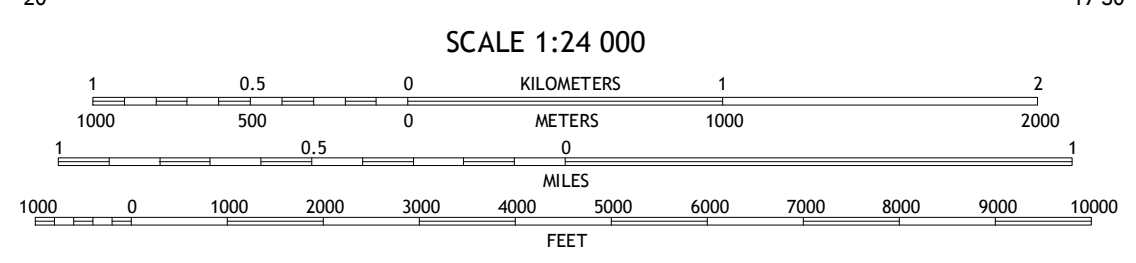 SCALE 1:24 000
1 0.5 0 KILOMETERS 1 2
1000 500 0 METERS 1000 2000
1 0.5 0 1
MILES
1000 0 1000 2000 3000 4000 5000 6000 7000 8000 9000 10000
FEET